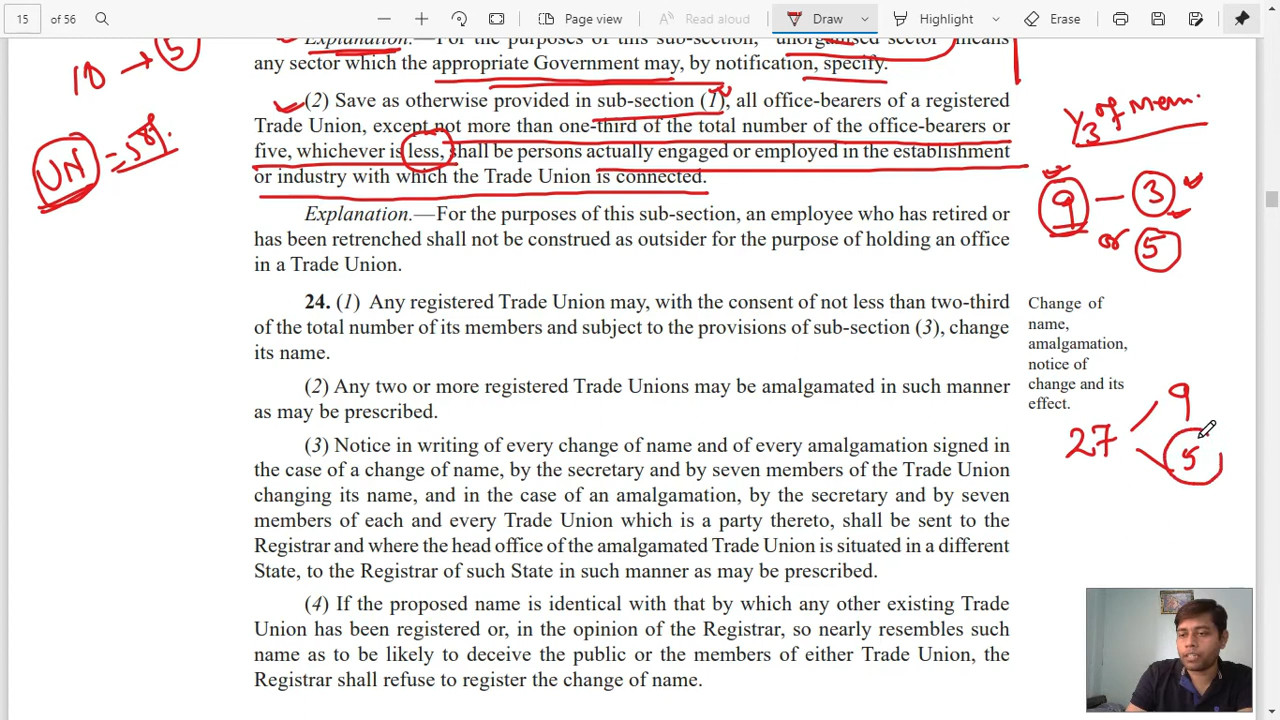 15 of 56
Page view
Read aloud
Draw
Highlight
Erase
Explanation.—For the purposes of this sub-section, "unorganised sector" means
any sector which the appropriate Government may, by notification, specify.
10 → 5
(2) Save as otherwise provided in sub-section (1), all office-bearers of a registered
Trade Union, except not more than one-third of the total number of the office-bearers or
five, whichever is less, shall be persons actually engaged or employed in the establishment
or industry with which the Trade Union is connected.
UN = 50%.
1/3 of Mem.
9 — 3
or 5
Explanation.—For the purposes of this sub-section, an employee who has retired or
has been retrenched shall not be construed as outsider for the purpose of holding an office
in a Trade Union.
24. (1) Any registered Trade Union may, with the consent of not less than two-third
of the total number of its members and subject to the provisions of sub-section (3), change
its name.
Change of
name,
amalgamation,
notice of
change and its
effect.
(2) Any two or more registered Trade Unions may be amalgamated in such manner
as may be prescribed.
27
9
5
(3) Notice in writing of every change of name and of every amalgamation signed in
the case of a change of name, by the secretary and by seven members of the Trade Union
changing its name, and in the case of an amalgamation, by the secretary and by seven
members of each and every Trade Union which is a party thereto, shall be sent to the
Registrar and where the head office of the amalgamated Trade Union is situated in a different
State, to the Registrar of such State in such manner as may be prescribed.
(4) If the proposed name is identical with that by which any other existing Trade
Union has been registered or, in the opinion of the Registrar, so nearly resembles such
name as to be likely to deceive the public or the members of either Trade Union, the
Registrar shall refuse to register the change of name.